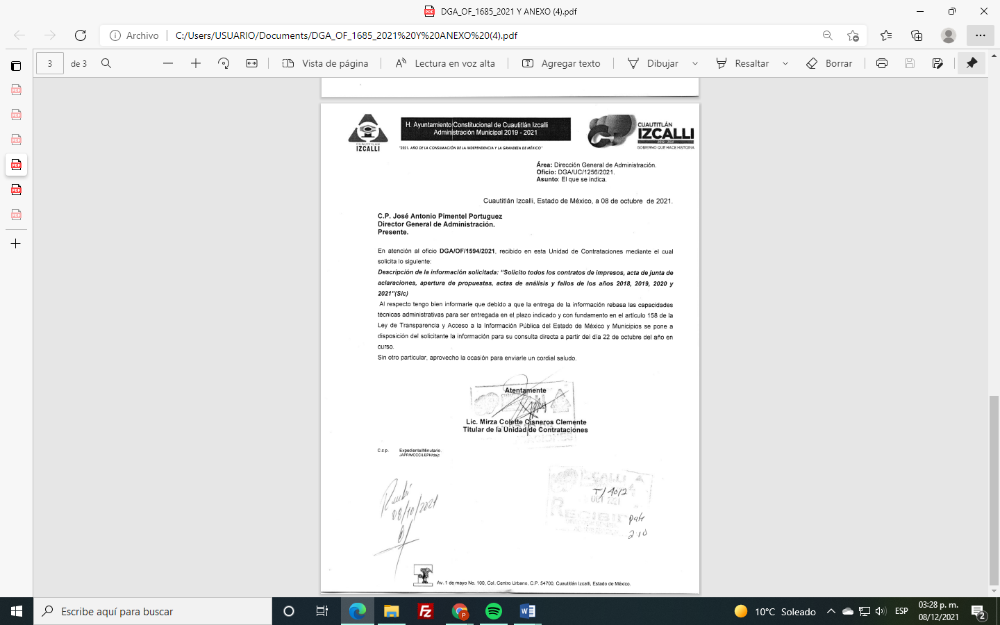 DGA_OF_1685_2021 Y ANEXO (4).pdf
Archivo
C:/Users/USUARIO/Documents/DGA_OF_1685_2021%20Y%20ANEXO%20(4).pdf
3
de 3
Vista de página
Lectura en voz alta
Agregar texto
Dibujar
Resaltar
Borrar
CUAUTITLÁN
IZCALLI
H. Ayuntamiento Constitucional de Cuautitlán Izcalli
Administración Municipal 2019 - 2021
"2021. AÑO DE LA CONSUMACIÓN DE LA INDEPENDENCIA Y LA GRANDEZA DE MÉXICO"
CUAUTITLÁN
IZCALLI
2019 - 2021
GOBIERNO QUE HACE HISTORIA
Área: Dirección General de Administración.
Oficio: DGA/UC/1256/2021.
Asunto: El que se indica.
Cuautitlán Izcalli, Estado de México, a 08 de octubre de 2021.
C.P. José Antonio Pimentel Portuguez
Director General de Administración.
Presente.
En atención al oficio DGA/OF/1594/2021, recibido en esta Unidad de Contrataciones mediante el cual
solicita lo siguiente:
Descripción de la información solicitada: "Solicito todos los contratos de impresos, acta de junta de
aclaraciones, apertura de propuestas, actas de análisis y fallos de los años 2018, 2019, 2020 y
2021"(Sic)
Al respecto tengo bien informarle que debido a que la entrega de la información rebasa las capacidades
técnicas administrativas para ser entregada en el plazo indicado y con fundamento en el artículo 158 de la
Ley de Transparencia y Acceso a la Información Pública del Estado de México y Municipios se pone a
disposición del solicitante la información para su consulta directa a partir del día 22 de octubre del año en
curso.
Sin otro particular, aprovecho la ocasión para enviarle un cordial saludo.
Atentamente
Lic. Mirza Colette Cisneros Clemente
Titular de la Unidad de Contrataciones
C.c.p. Expediente/Minutario.
JAPP/MCCC/LEPH/dajc
Recibí
08/10/2021
IZCALLI
T/4012
OCT 2021
RECIBIDO
2:10
Av. 1 de mayo No. 100, Col. Centro Urbano, C.P. 54700, Cuautitlán Izcalli, Estado de México.
Escribe aquí para buscar
10°C Soleado
ESP
03:28 p. m.
08/12/2021
2